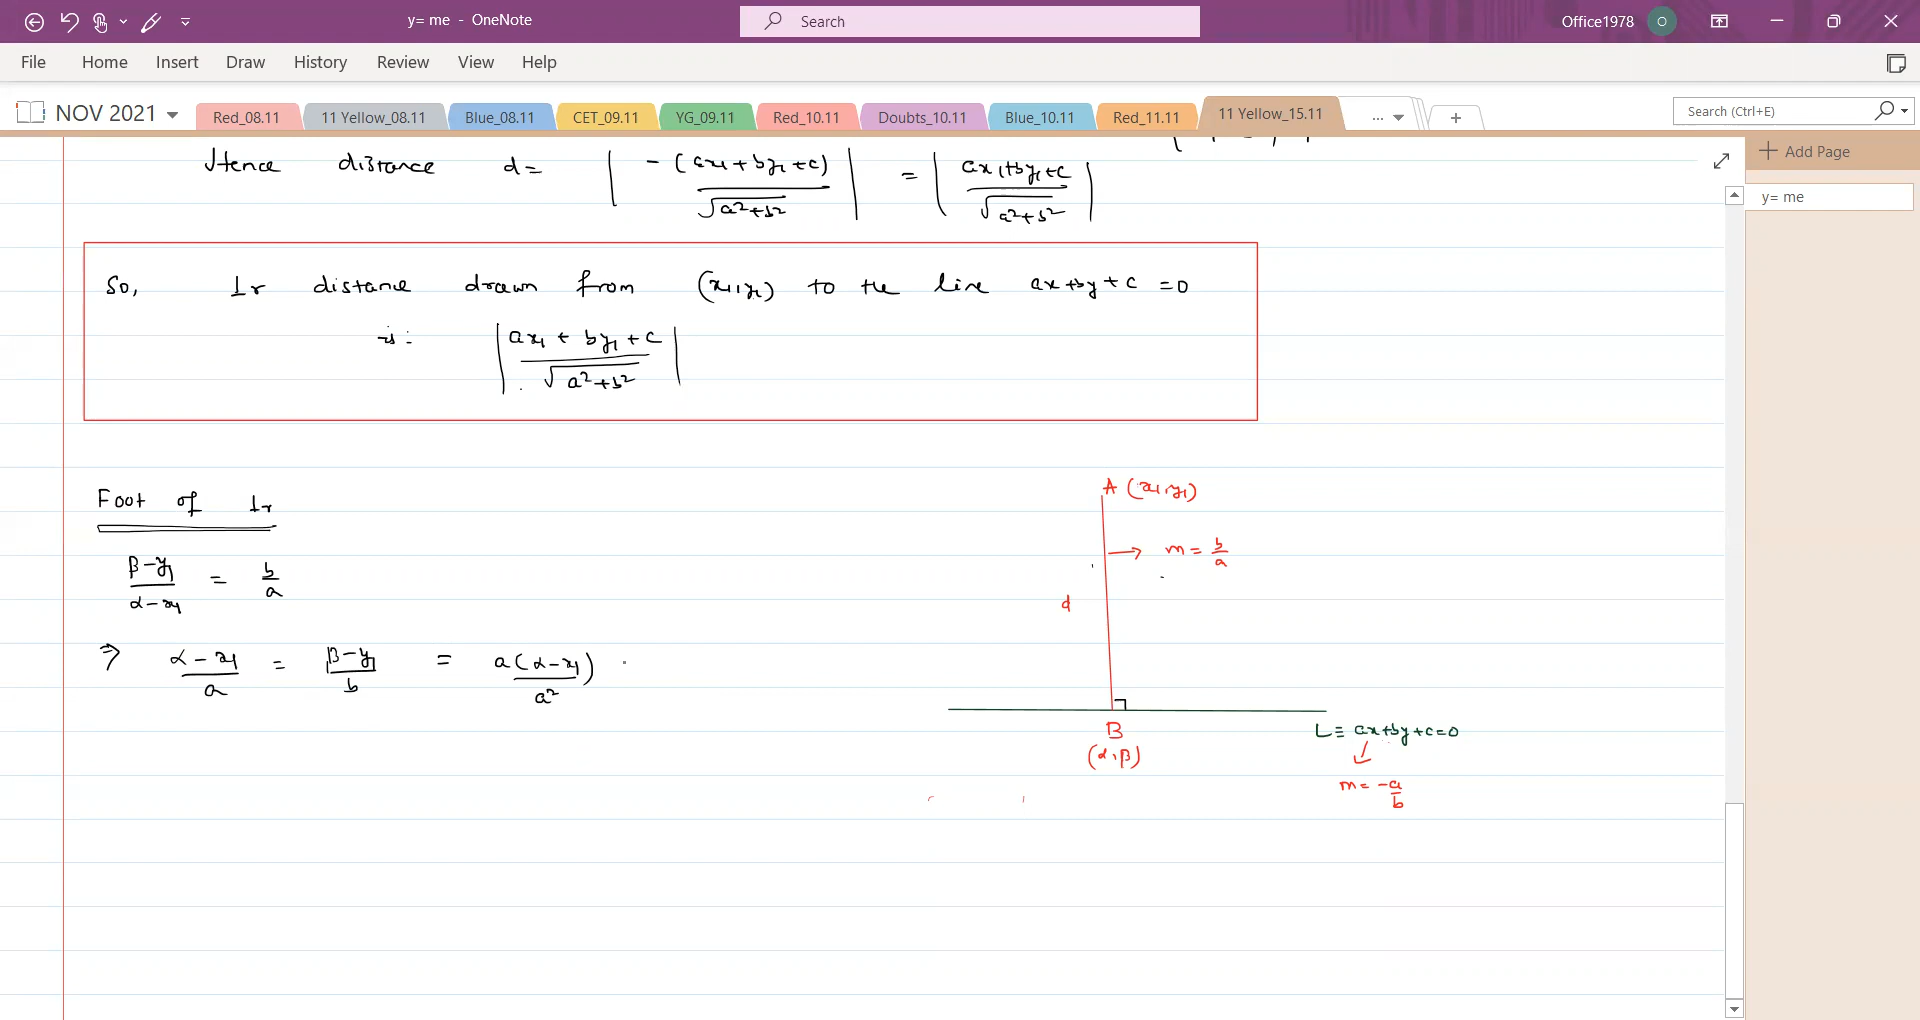 y= me - OneNote
Search
Office1978
O
File Home Insert Draw History Review View Help
NOV 2021
Red_08.11
11 Yellow_08.11
Blue_08.11
CET_09.11
YG_09.11
Red_10.11
Doubts_10.11
Blue_10.11
Red_11.11
11 Yellow_15.11
...
+
Search (Ctrl+E)
Add Page
y= me
Hence distance d = | -(ax₁+by₁+c) / √a²+b² | = | ax₁+by₁+c / √a²+b² |
So, ⊥r distance drawn from (x₁,y₁) to the line ax+by+c =0
is: | ax₁ + by₁ + c / √a²+b² |
Foot of ⊥r
β-y₁ / α-x₁ = b/a
⇒ α-x₁ / a = β-y₁ / b = a(α-x₁) / a²
A (x₁,y₁)
→ m = b/a
d
B
(α,β)
L≡ ax+by+c=0
m= -a/b